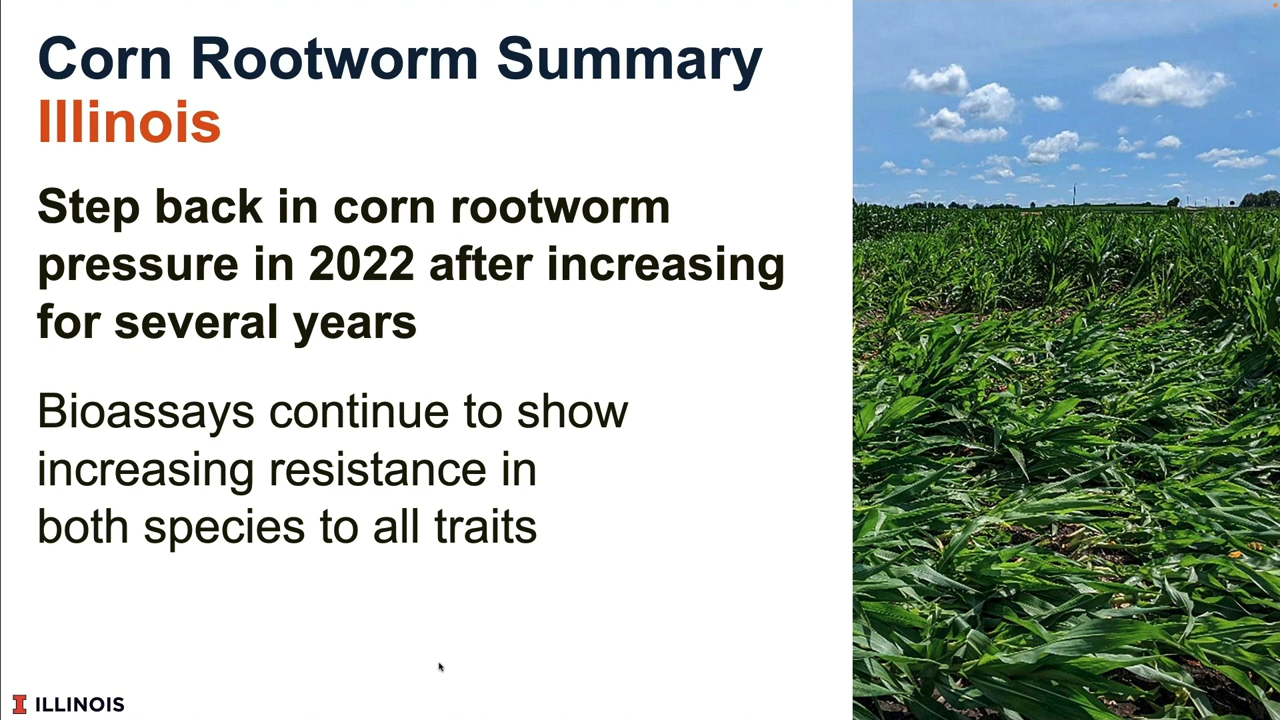 Corn Rootworm Summary
Illinois
Step back in corn rootworm
pressure in 2022 after increasing
for several years
Bioassays continue to show
increasing resistance in
both species to all traits
I ILLINOIS